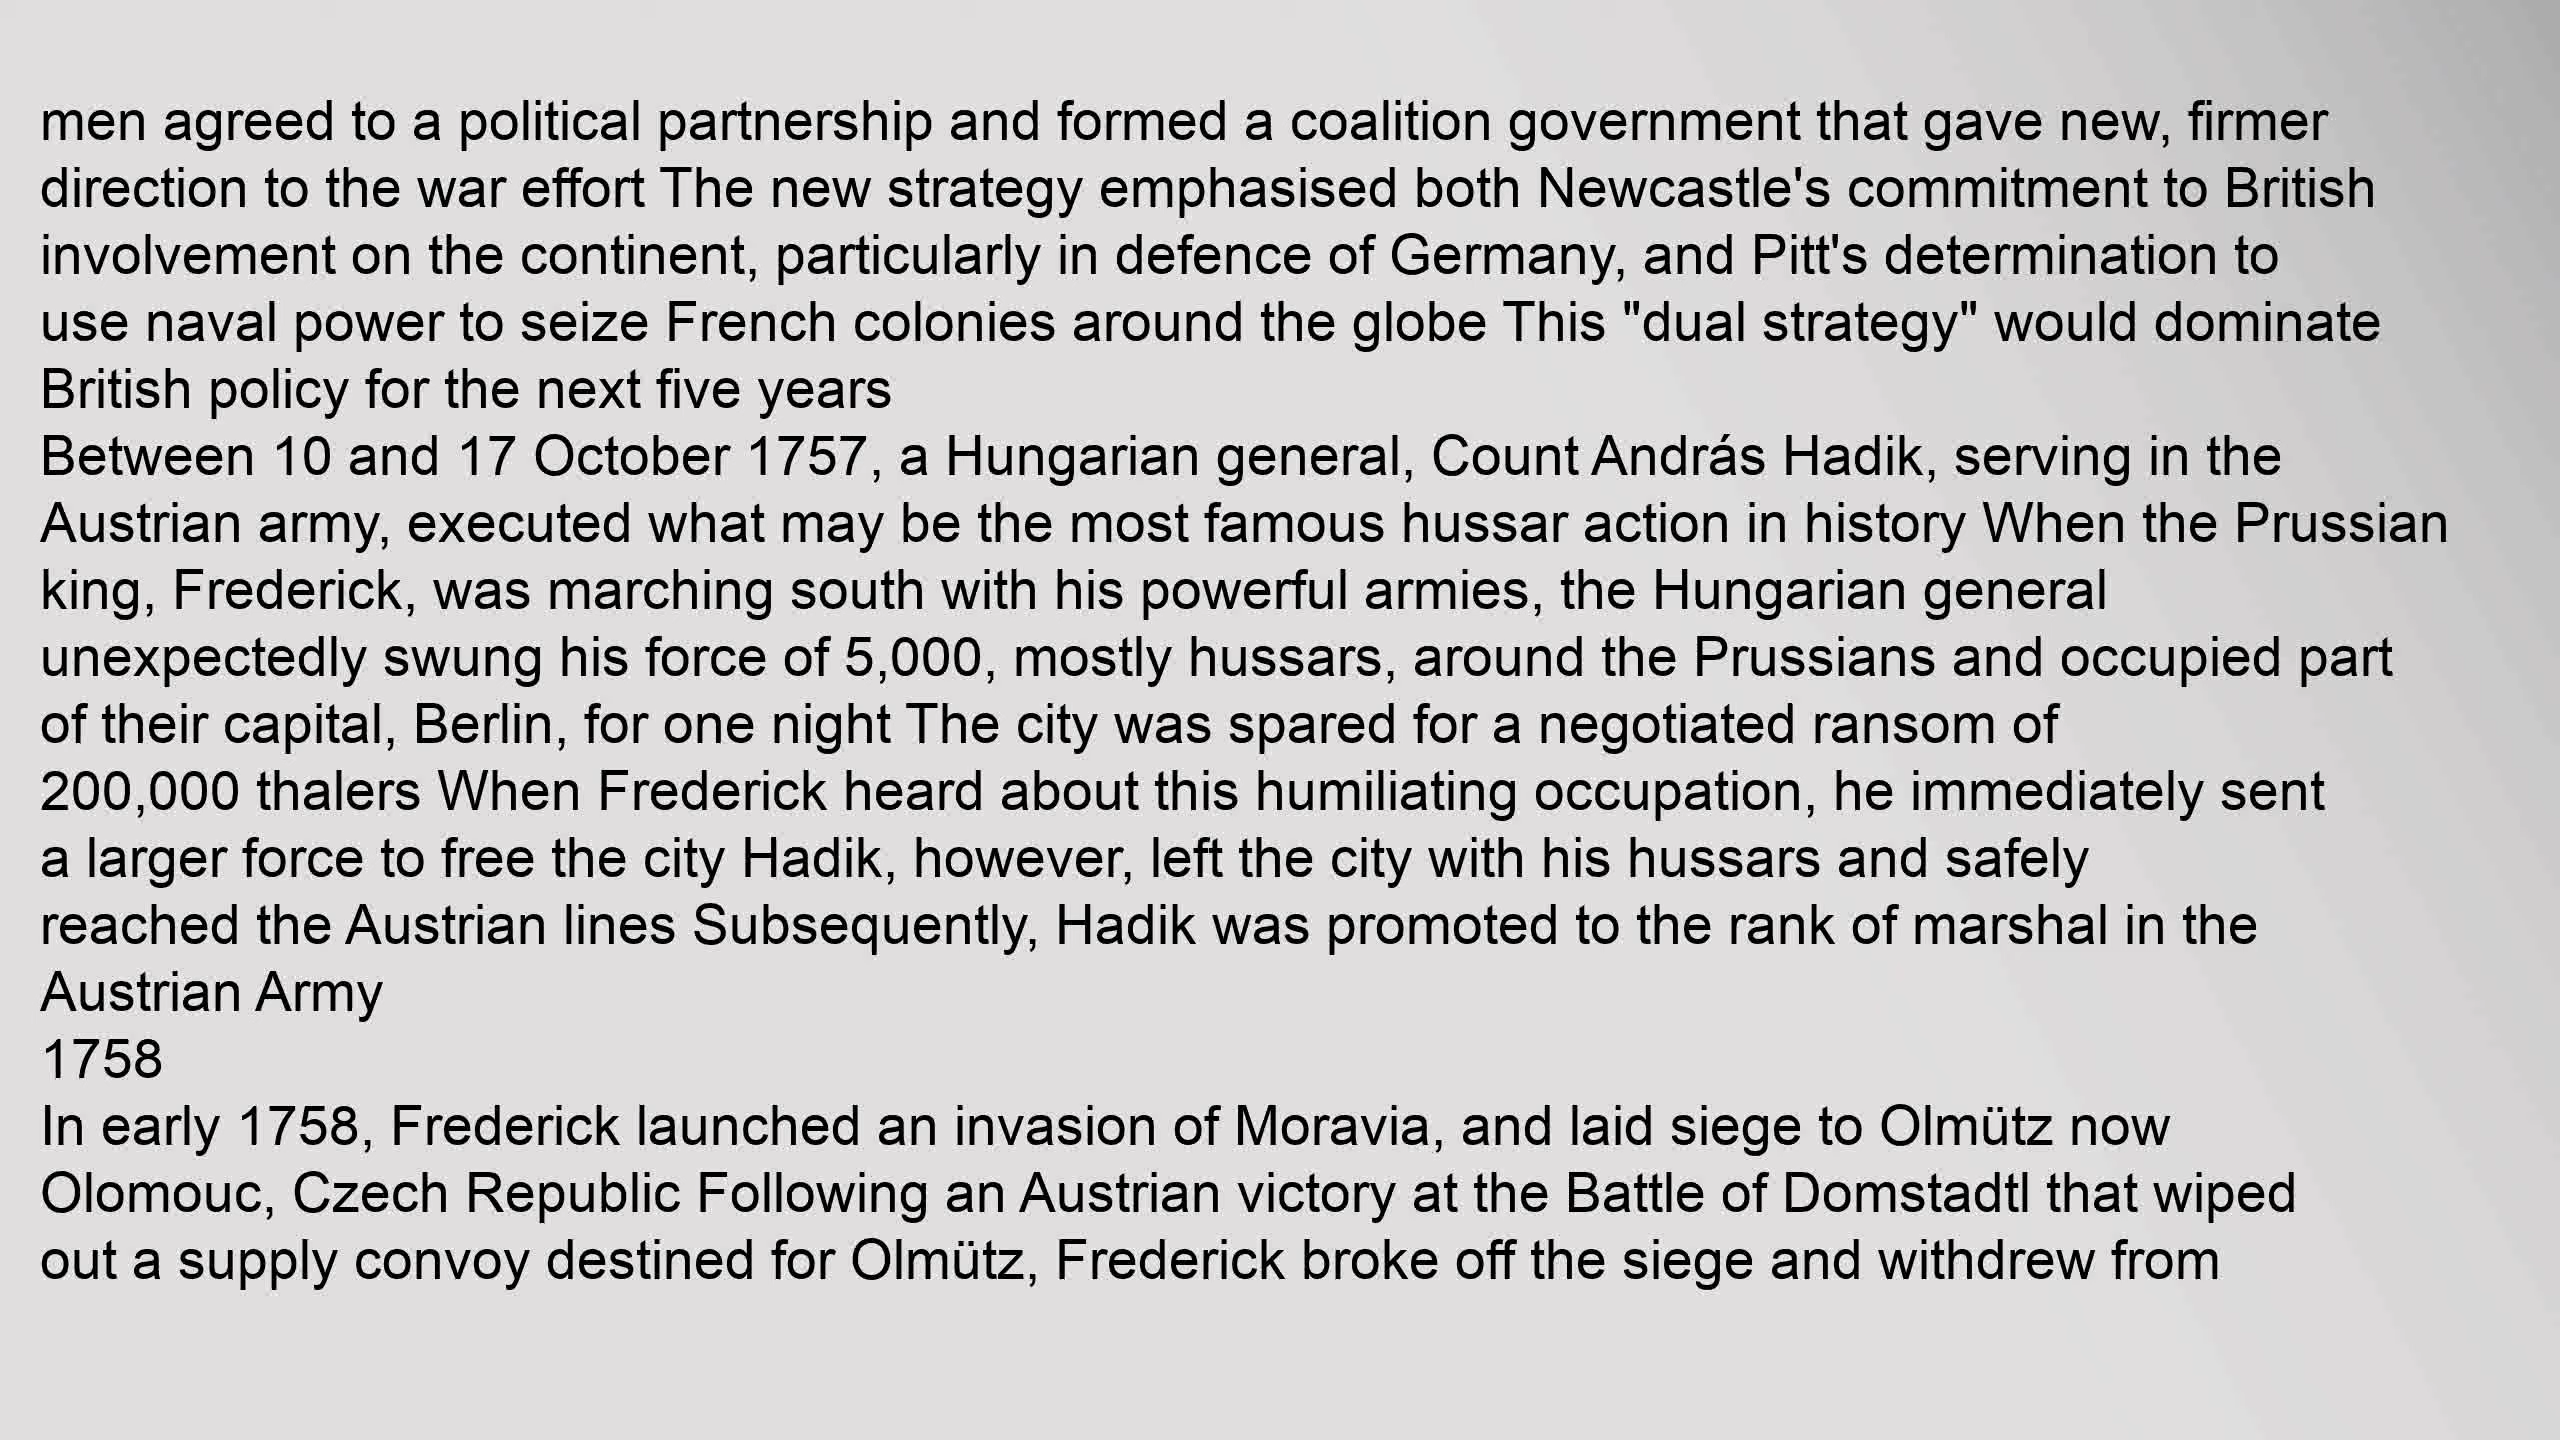 men agreed to a political partnership and formed a coalition government that gave new, firmer
direction to the war effort The new strategy emphasised both Newcastle's commitment to British
involvement on the continent, particularly in defence of Germany, and Pitt's determination to
use naval power to seize French colonies around the globe This "dual strategy" would dominate
British policy for the next five years
Between 10 and 17 October 1757, a Hungarian general, Count András Hadik, serving in the
Austrian army, executed what may be the most famous hussar action in history When the Prussian
king, Frederick, was marching south with his powerful armies, the Hungarian general
unexpectedly swung his force of 5,000, mostly hussars, around the Prussians and occupied part
of their capital, Berlin, for one night The city was spared for a negotiated ransom of
200,000 thalers When Frederick heard about this humiliating occupation, he immediately sent
a larger force to free the city Hadik, however, left the city with his hussars and safely
reached the Austrian lines Subsequently, Hadik was promoted to the rank of marshal in the
Austrian Army
1758
In early 1758, Frederick launched an invasion of Moravia, and laid siege to Olmütz now
Olomouc, Czech Republic Following an Austrian victory at the Battle of Domstadtl that wiped
out a supply convoy destined for Olmütz, Frederick broke off the siege and withdrew from